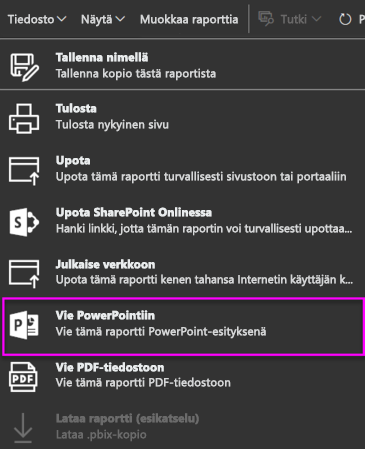 Tiedosto Näytä Muokkaa raporttia Tutki P
Tallenna nimellä
Tallenna kopio tästä raportista
Tulosta
Tulosta nykyinen sivu
Upota
Upota tämä raportti turvallisesti sivustoon tai portaaliin
Upota SharePoint Onlinessa
Hanki linkki, jotta tämän raportin voi turvallisesti upottaa...
Julkaise verkkoon
Upota tämä raportti kenen tahansa Internetin käyttäjän k...
Vie PowerPointiin
Vie tämä raportti PowerPoint-esityksenä
Vie PDF-tiedostoon
Vie tämä raportti PDF-tiedostoon
Lataa raportti (esikatselu)
Lataa .pbix-kopio